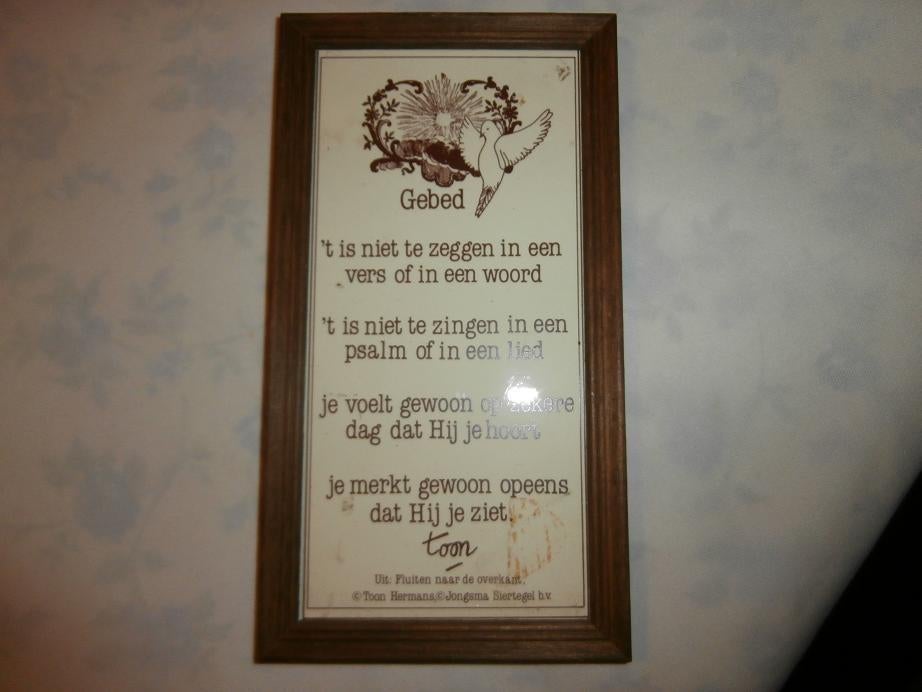 Gebed
't is niet te zeggen in een
vers of in een woord
't is niet te zingen in een
psalm of in een lied
je voelt gewoon op zekere
dag dat Hij je hoort
je merkt gewoon opeens
dat Hij je ziet.
toon
Uit: Fluiten naar de overkant,
©Toon Hermans,©Jongsma Siertegel b.v.